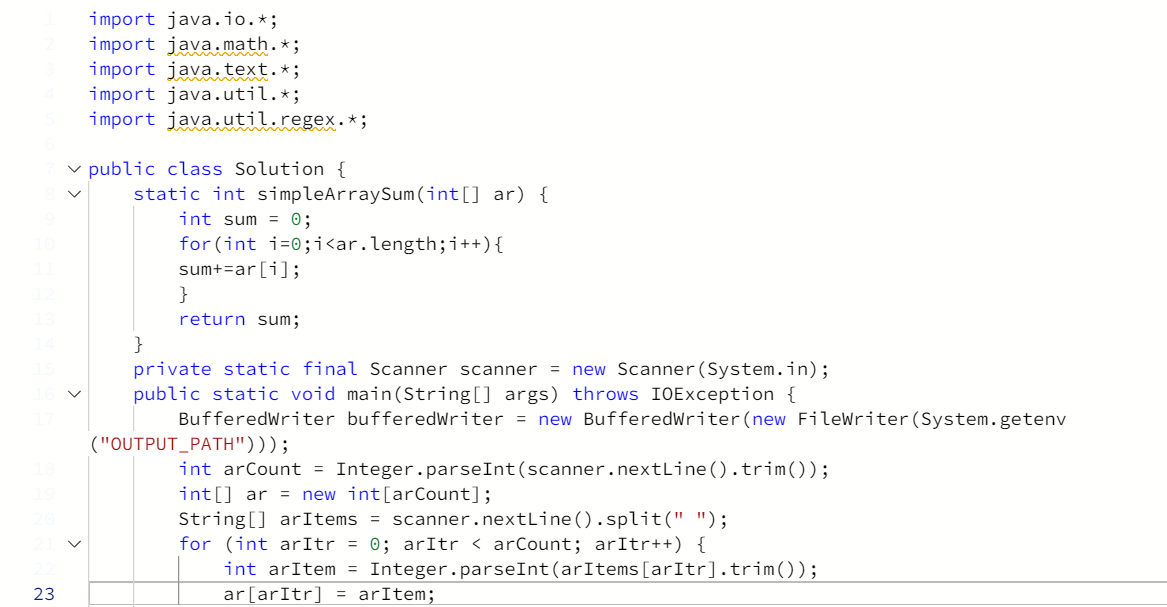 1 import java.io.*;
2 import java.math.*;
3 import java.text.*;
4 import java.util.*;
5 import java.util.regex.*;
6
7 public class Solution {
8     static int simpleArraySum(int[] ar) {
9         int sum = 0;
10         for(int i=0;i<ar.length;i++){
11         sum+=ar[i];
12         }
13         return sum;
14     }
15     private static final Scanner scanner = new Scanner(System.in);
16     public static void main(String[] args) throws IOException {
17         BufferedWriter bufferedWriter = new BufferedWriter(new FileWriter(System.getenv
("OUTPUT_PATH")));
18         int arCount = Integer.parseInt(scanner.nextLine().trim());
19         int[] ar = new int[arCount];
20         String[] arItems = scanner.nextLine().split(" ");
21         for (int arItr = 0; arItr < arCount; arItr++) {
22             int arItem = Integer.parseInt(arItems[arItr].trim());
23             ar[arItr] = arItem;